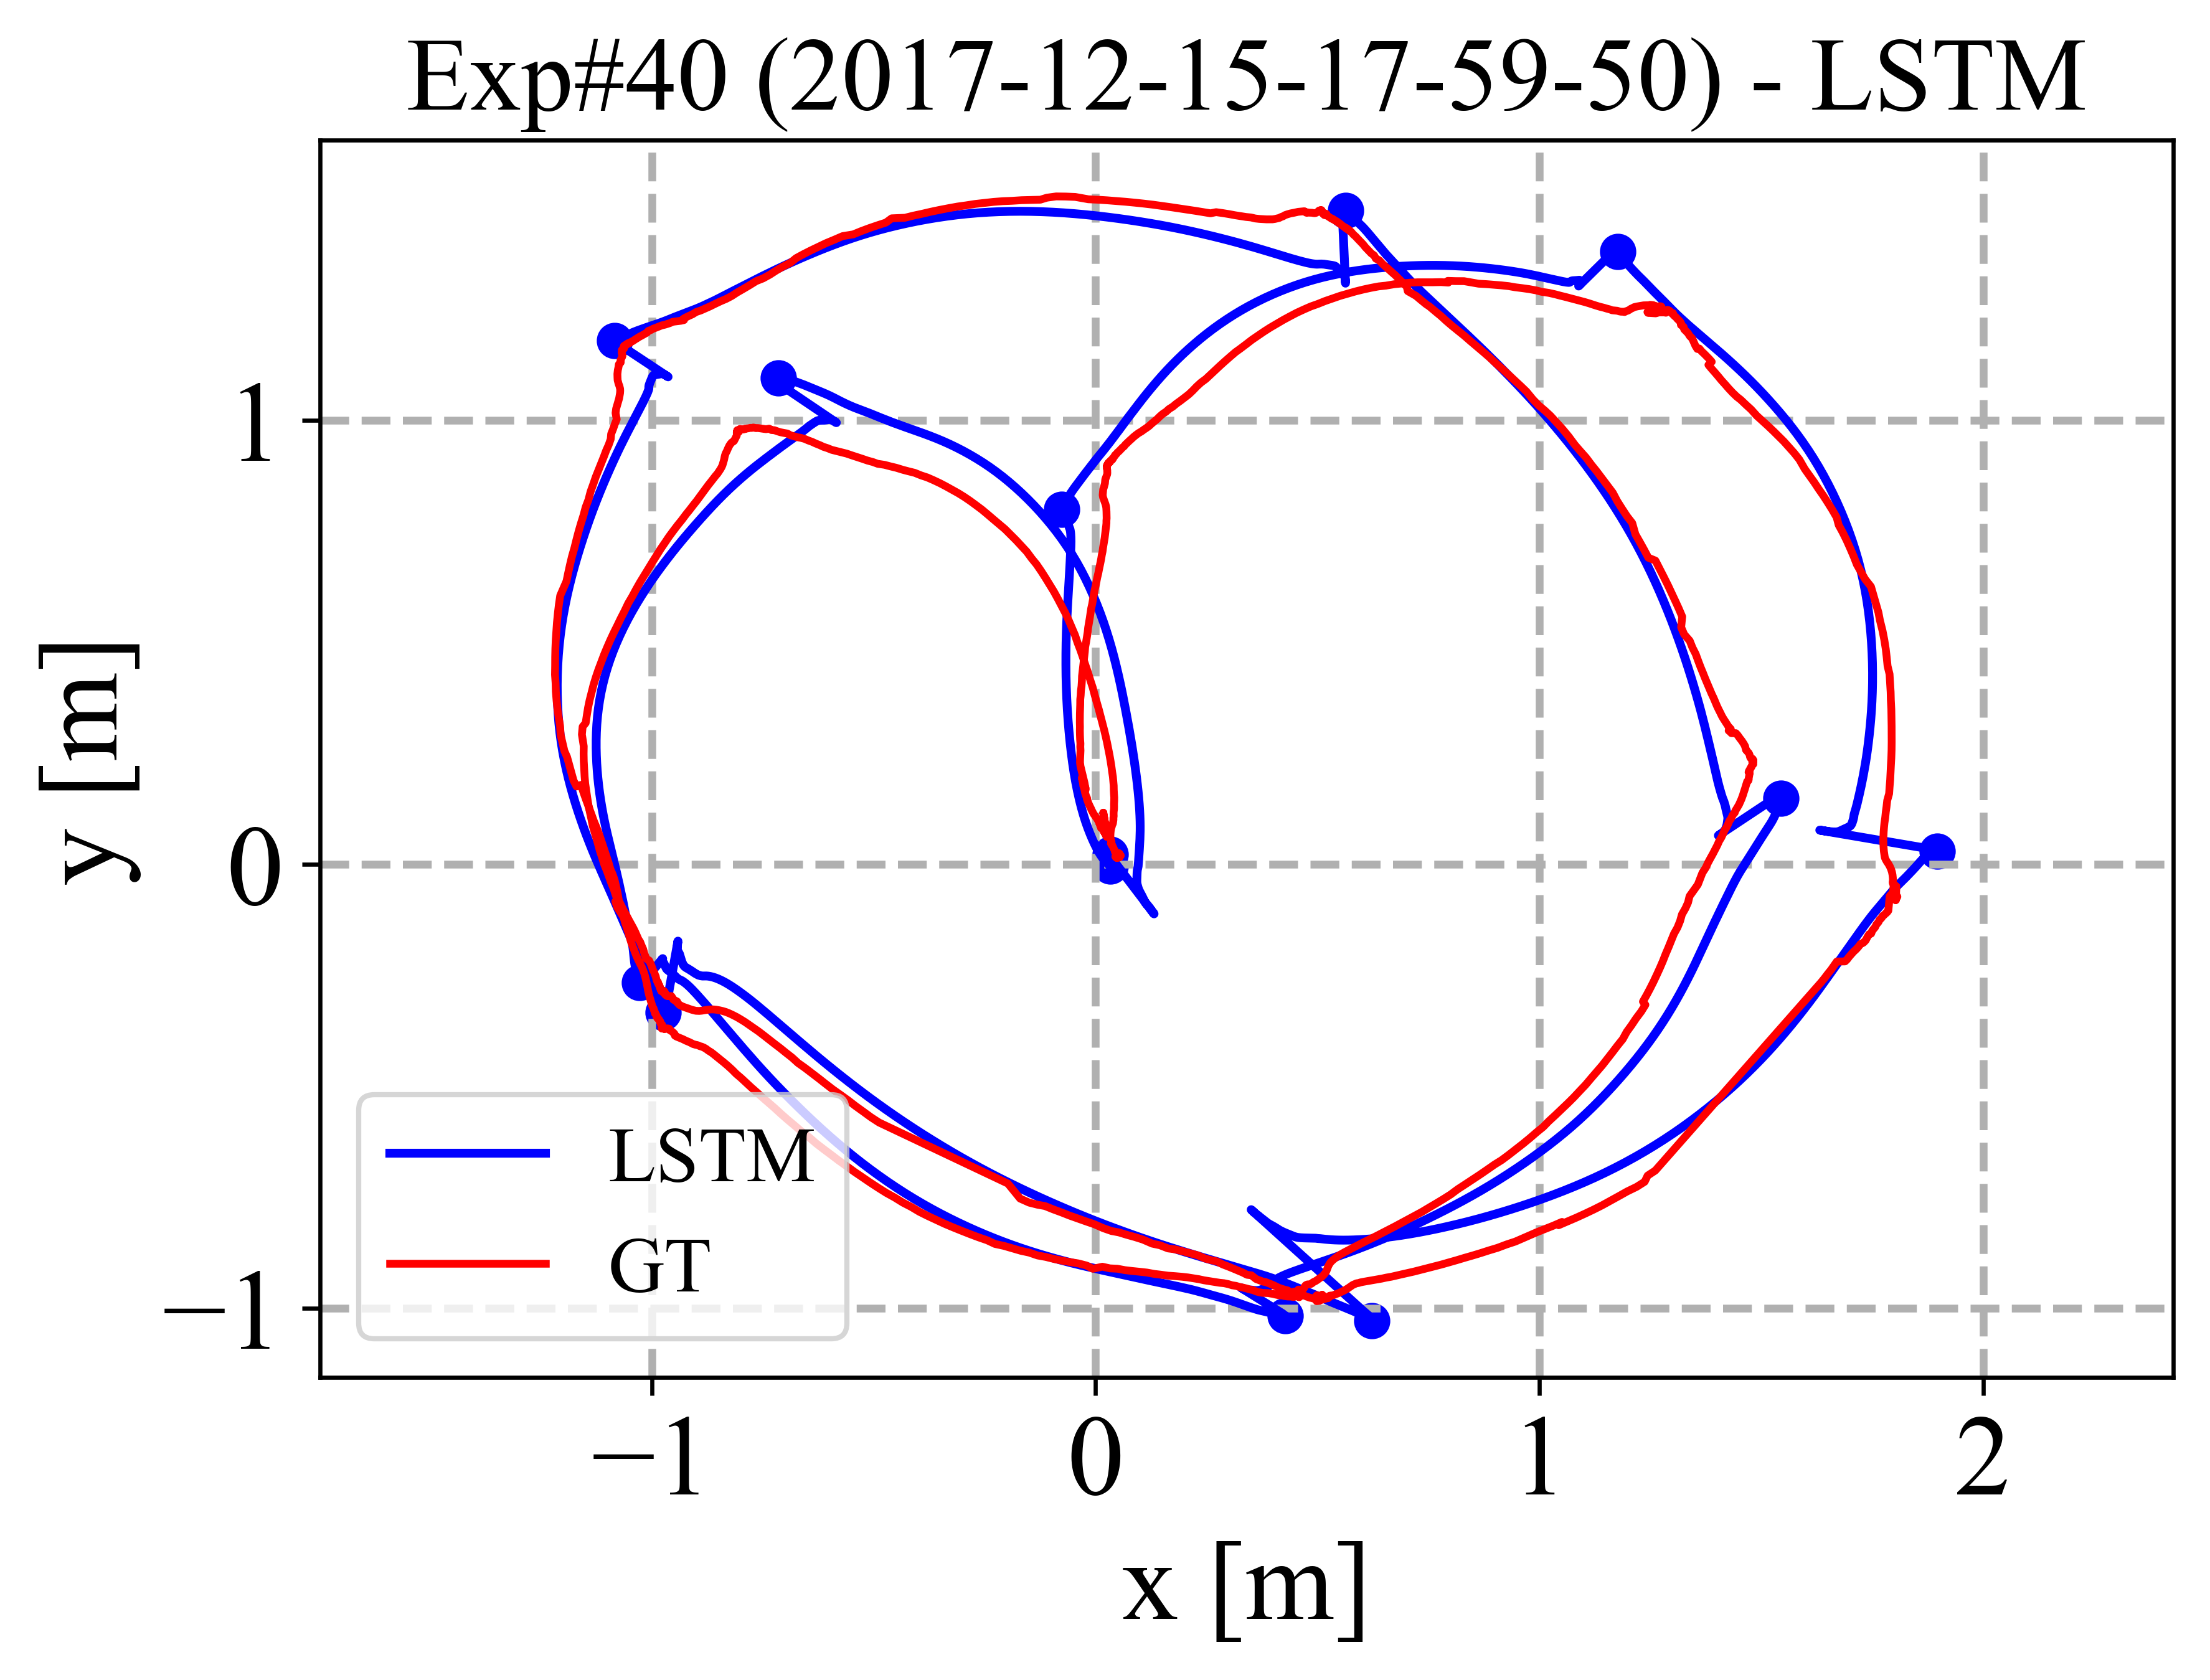 Exp#40 (2017-12-15-17-59-50) - LSTM
y [m]
1
0
−1
LSTM
GT
−1 0 1 2
x [m]